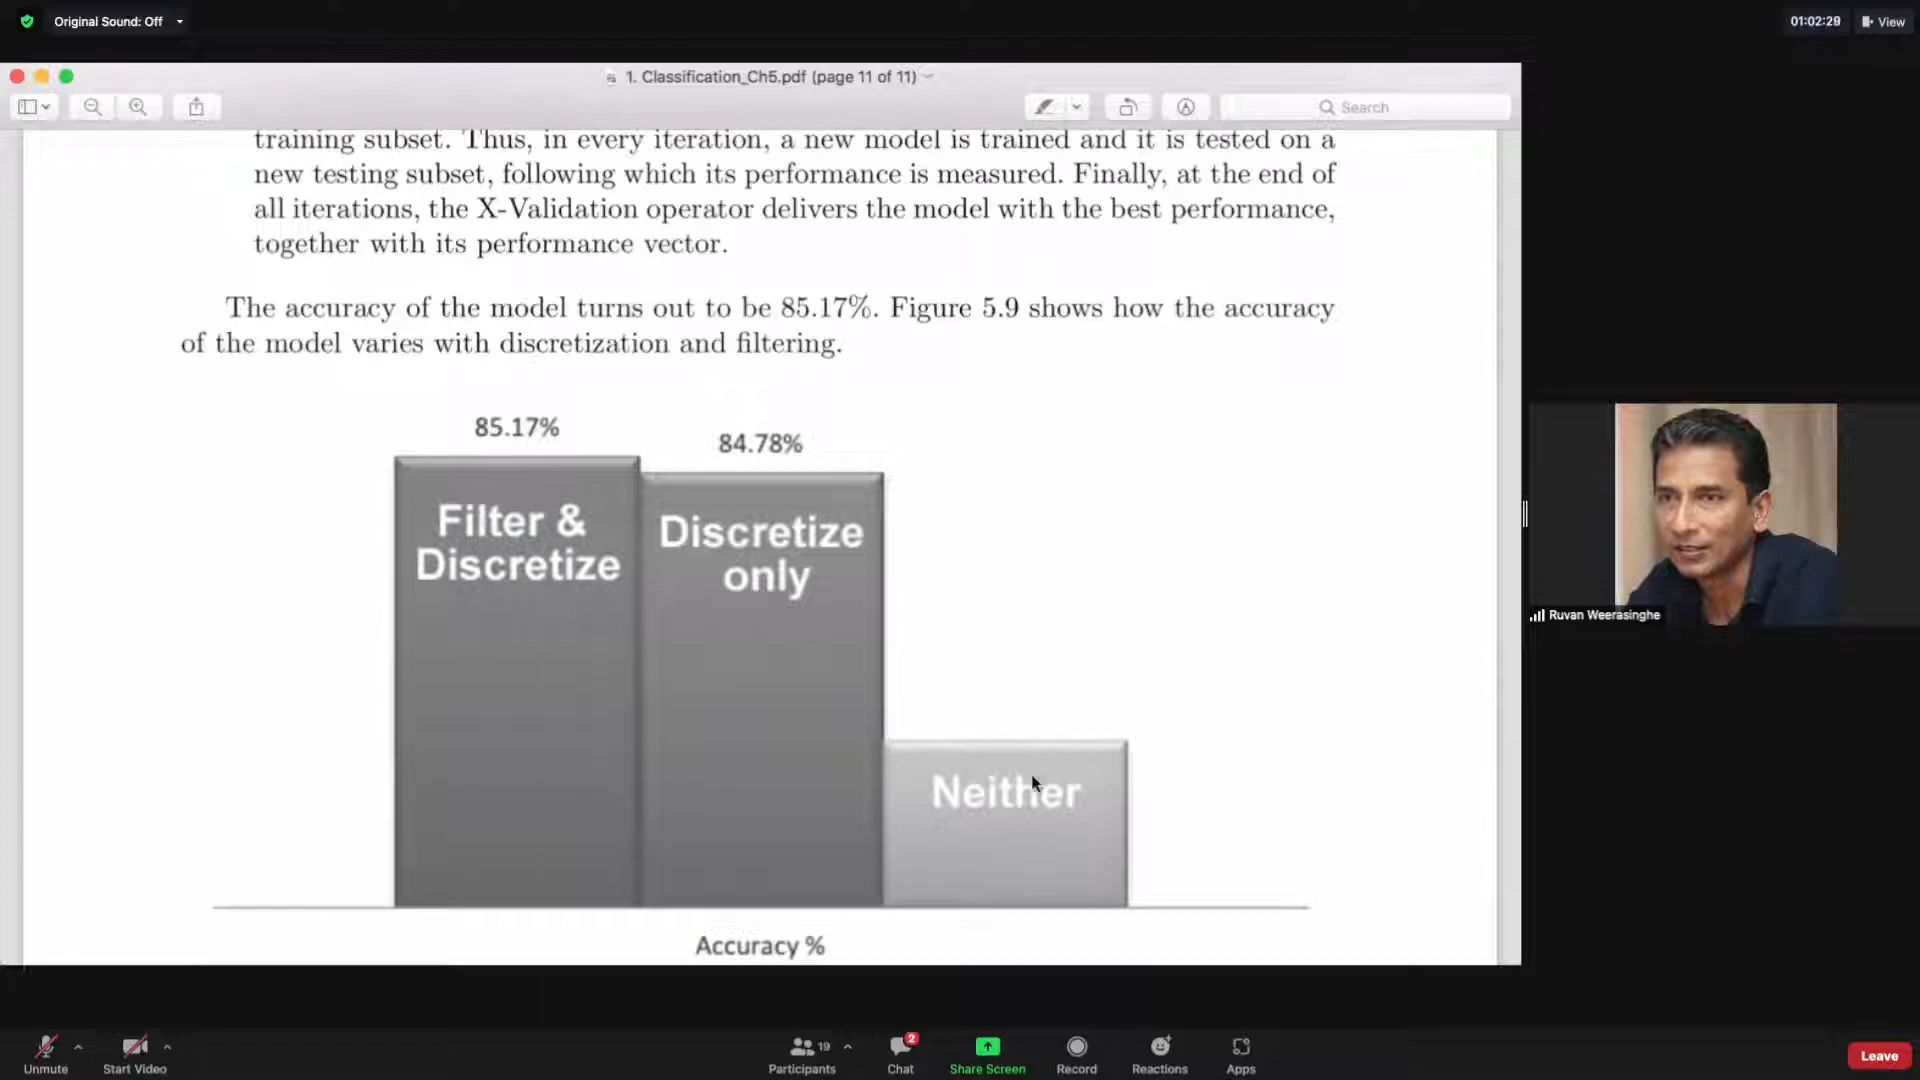 Original Sound: Off
01:02:29
View
1. Classification_Ch5.pdf (page 11 of 11)
Search
training subset. Thus, in every iteration, a new model is trained and it is tested on a
new testing subset, following which its performance is measured. Finally, at the end of
all iterations, the X-Validation operator delivers the model with the best performance,
together with its performance vector.
The accuracy of the model turns out to be 85.17%. Figure 5.9 shows how the accuracy
of the model varies with discretization and filtering.
85.17%
84.78%
Filter &
Discretize
Discretize
only
Neither
Accuracy %
Ruvan Weerasinghe
Unmute
Start Video
19
Participants
2
Chat
Share Screen
Record
Reactions
Apps
Leave